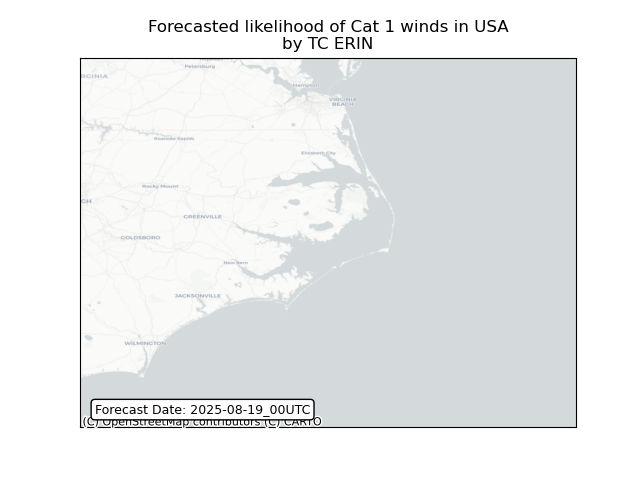 Forecasted likelihood of Cat 1 winds in USA
by TC ERIN
Petersburg
RGINIA
Hampton
VIRGINIA
BEACH
Roanoke Rapids
Elizabeth City
Rocky Mount
GH
GREENVILLE
GOLDSBORO
New Bern
JACKSONVILLE
WILMINGTON
Forecast Date: 2025-08-19_00UTC
(C) OpenStreetMap contributors (C) CARTO